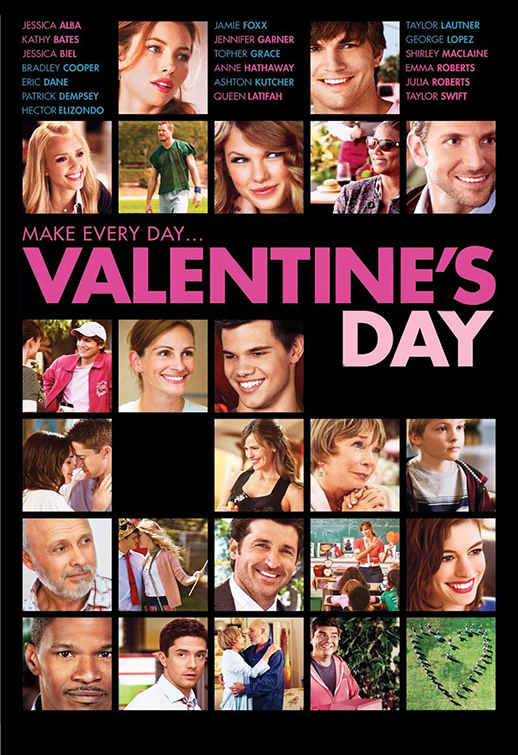 JESSICA ALBA
KATHY BATES
JESSICA BIEL
BRADLEY COOPER
ERIC DANE
PATRICK DEMPSEY
HECTOR ELIZONDO
JAMIE FOXX
JENNIFER GARNER
TOPHER GRACE
ANNE HATHAWAY
ASHTON KUTCHER
QUEEN LATIFAH
TAYLOR LAUTNER
GEORGE LOPEZ
SHIRLEY MACLAINE
EMMA ROBERTS
JULIA ROBERTS
TAYLOR SWIFT
MAKE EVERY DAY...
VALENTINE'S
DAY